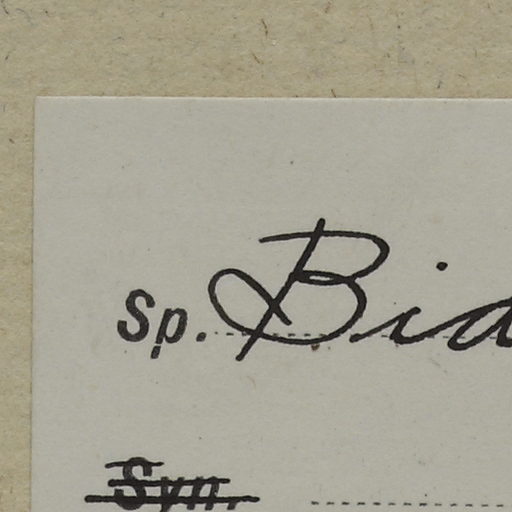 Sp. Bid
Syn.